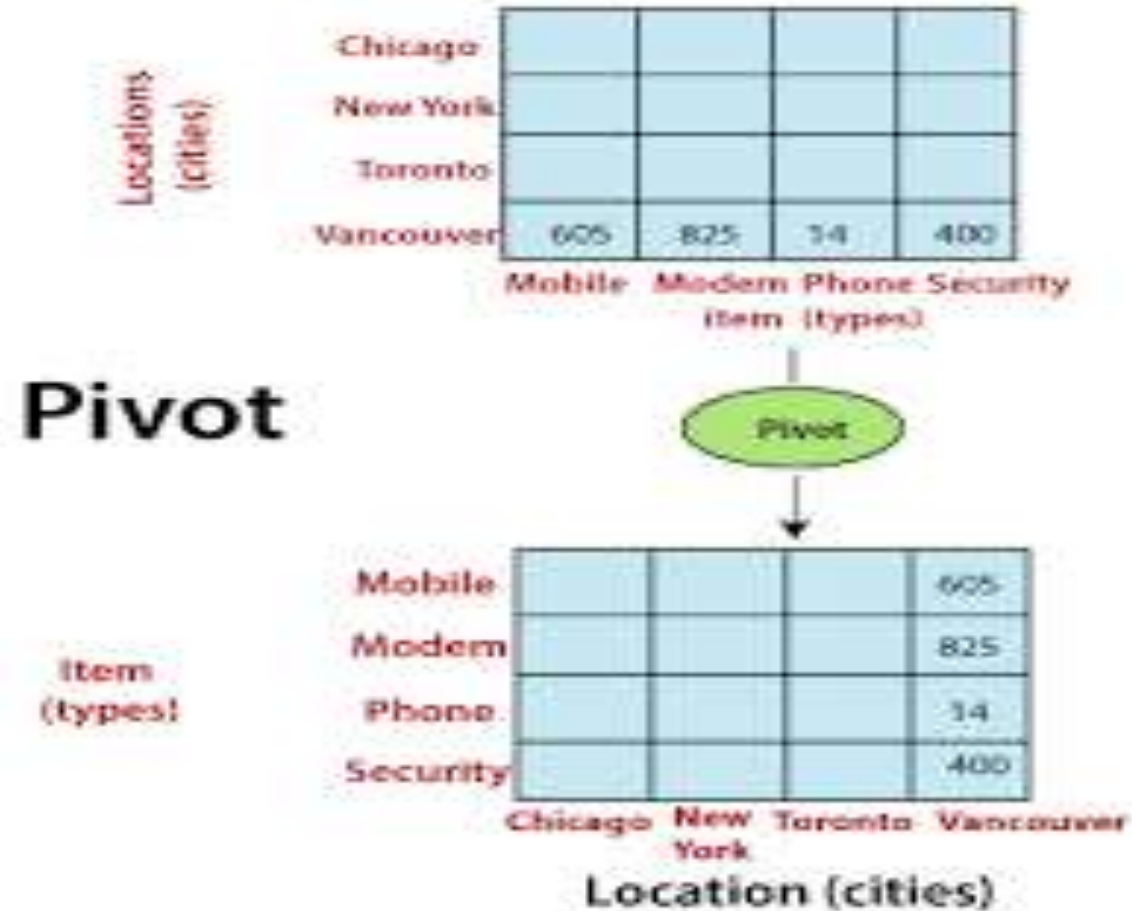 Locations
(cities)
Chicago
New York
Toronto
Vancouver 605 825 14 400
Mobile Modem Phone Security
item (types)
Pivot
Pivot
Item
(types)
Mobile 605
Modem 825
Phone 14
Security 400
Chicago New York Toronto Vancouver
Location (cities)